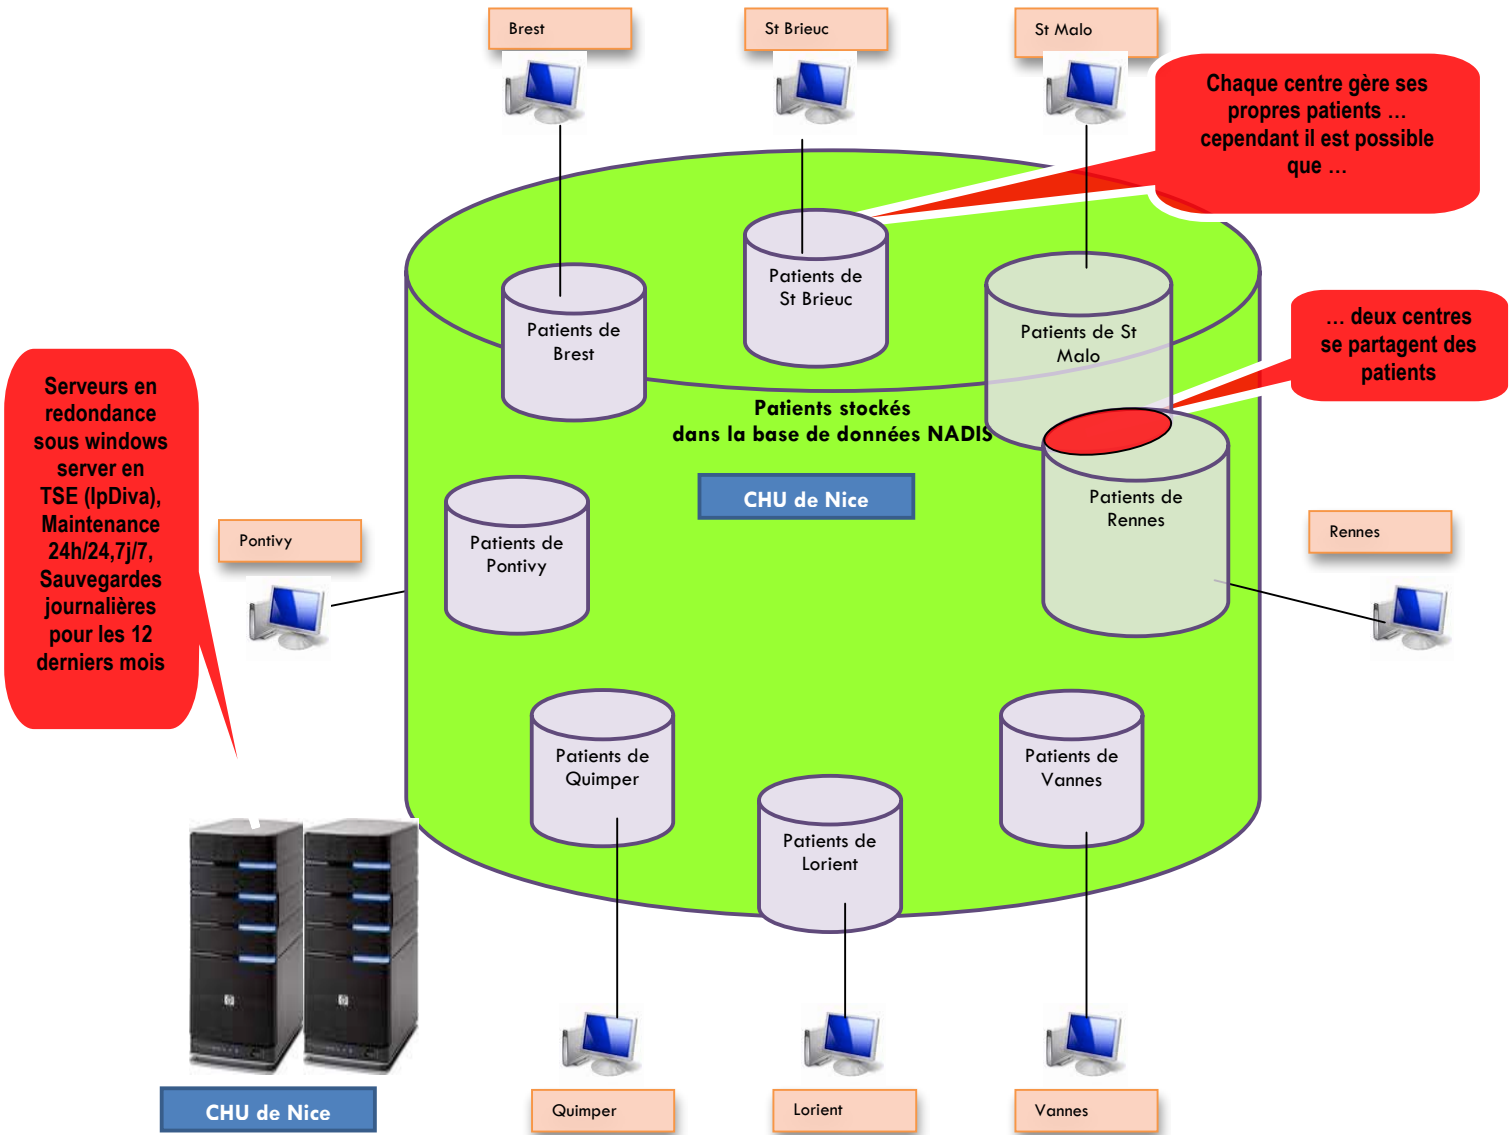 Brest
St Brieuc
St Malo
Chaque centre gère ses
propres patients …
cependant il est possible
que …
Patients de
St Brieuc
Patients de
Brest
Patients de St
Malo
… deux centres
se partagent des
patients
Serveurs en
redondance
sous windows
server en
TSE (IpDiva),
Maintenance
24h/24,7j/7,
Sauvegardes
journalières
pour les 12
derniers mois
Patients stockés
dans la base de données NADIS
CHU de Nice
Patients de
Rennes
Pontivy
Patients de
Pontivy
Rennes
Patients de
Quimper
Patients de
Vannes
Patients de
Lorient
CHU de Nice
Quimper
Lorient
Vannes